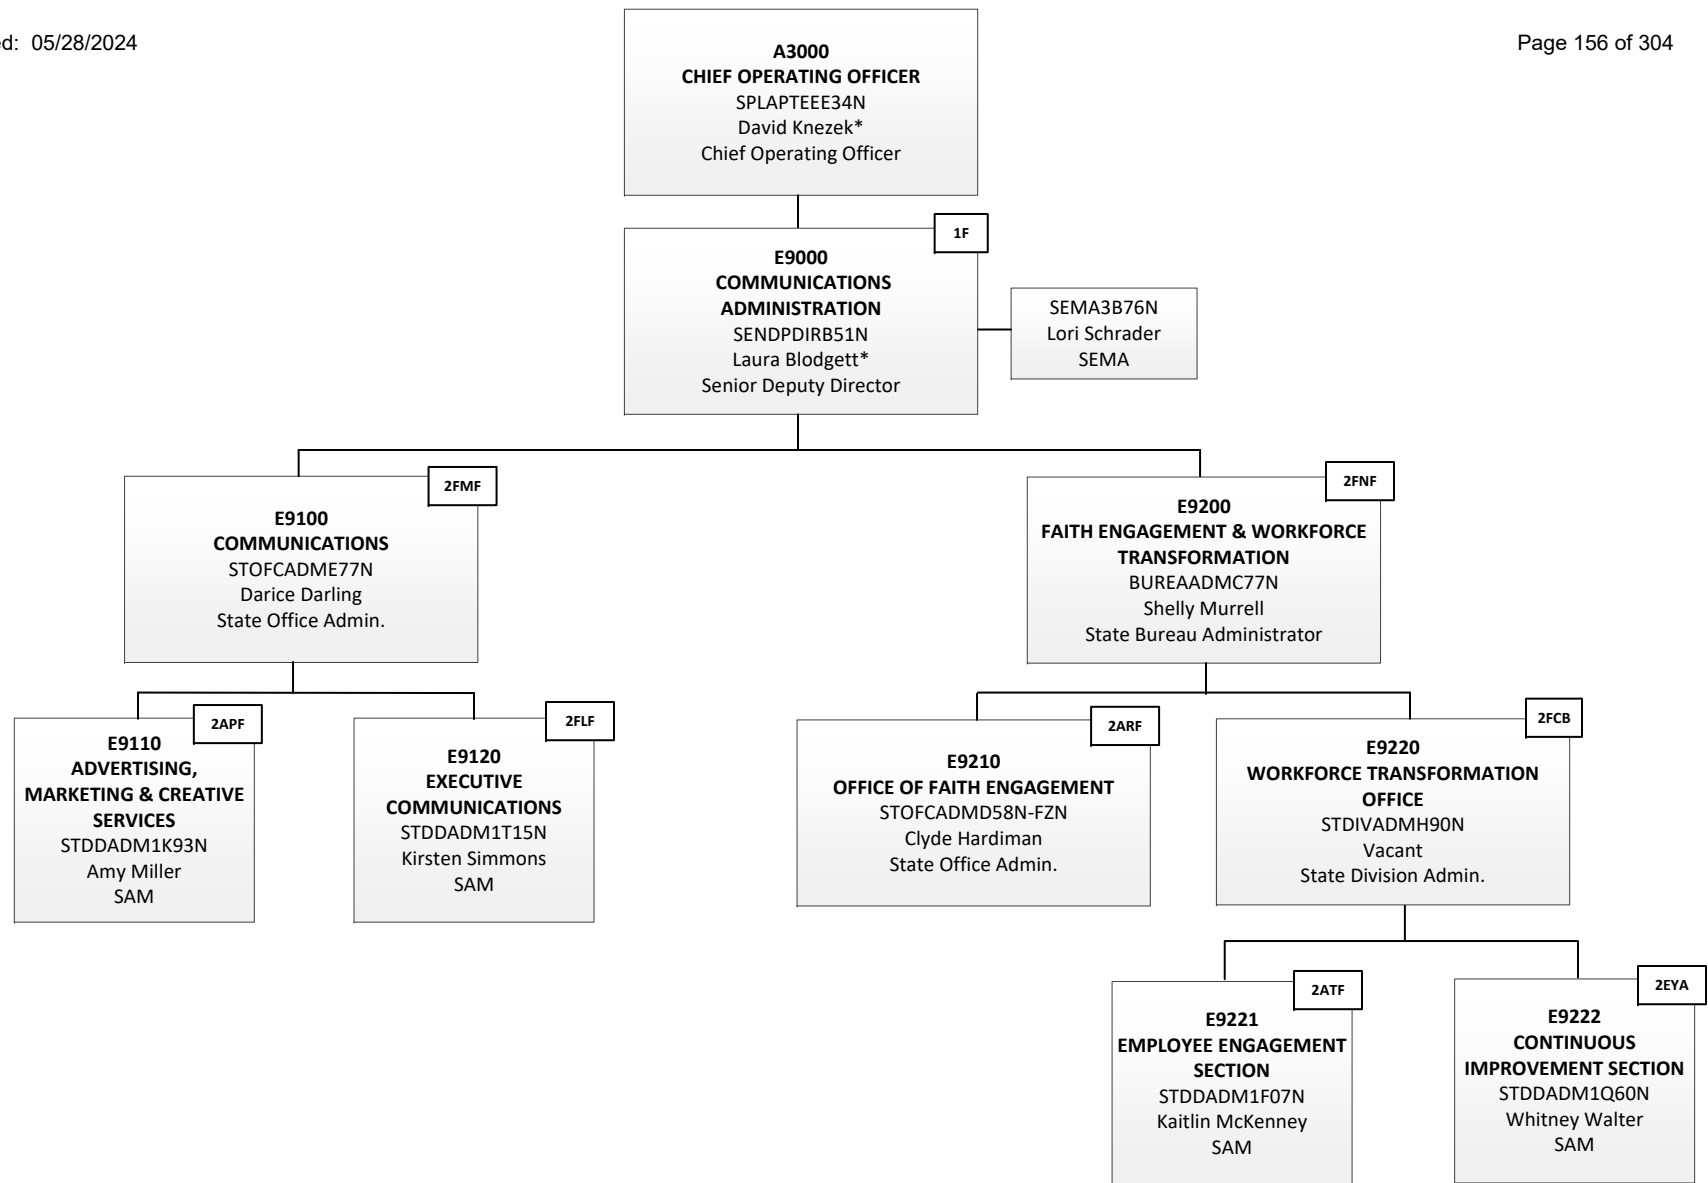 ed: 05/28/2024
Page 156 of 304
A3000
CHIEF OPERATING OFFICER
SPLAPTEEE34N
David Knezek*
Chief Operating Officer
1F
E9000
COMMUNICATIONS
ADMINISTRATION
SENDPDIRB51N
Laura Blodgett*
Senior Deputy Director
SEMA3B76N
Lori Schrader
SEMA
2FMF
E9100
COMMUNICATIONS
STOFCADME77N
Darice Darling
State Office Admin.
2FNF
E9200
FAITH ENGAGEMENT & WORKFORCE
TRANSFORMATION
BUREAADMC77N
Shelly Murrell
State Bureau Administrator
2APF
E9110
ADVERTISING,
MARKETING & CREATIVE
SERVICES
STDDADM1K93N
Amy Miller
SAM
2FLF
E9120
EXECUTIVE
COMMUNICATIONS
STDDADM1T15N
Kirsten Simmons
SAM
2ARF
E9210
OFFICE OF FAITH ENGAGEMENT
STOFCADMD58N-FZN
Clyde Hardiman
State Office Admin.
2FCB
E9220
WORKFORCE TRANSFORMATION
OFFICE
STDIVADMH90N
Vacant
State Division Admin.
2ATF
E9221
EMPLOYEE ENGAGEMENT
SECTION
STDDADM1F07N
Kaitlin McKenney
SAM
2EYA
E9222
CONTINUOUS
IMPROVEMENT SECTION
STDDADM1Q60N
Whitney Walter
SAM